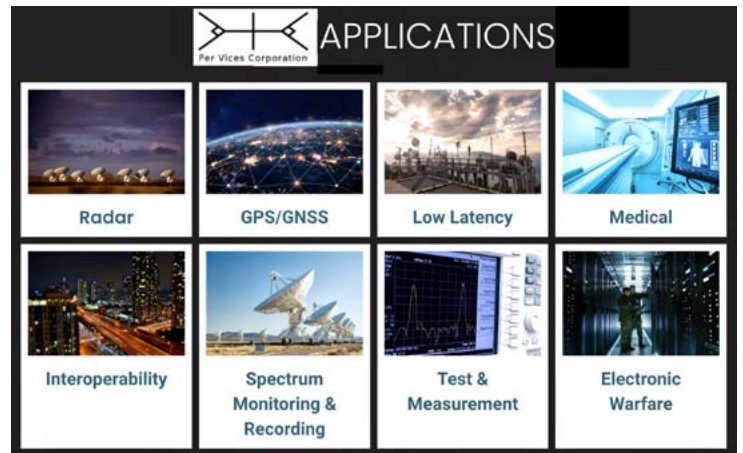 APPLICATIONS
Per Vices Corporation
Radar
GPS/GNSS
Low Latency
Medical
Interoperability
Spectrum
Monitoring &
Recording
Test &
Measurement
Electronic
Warfare